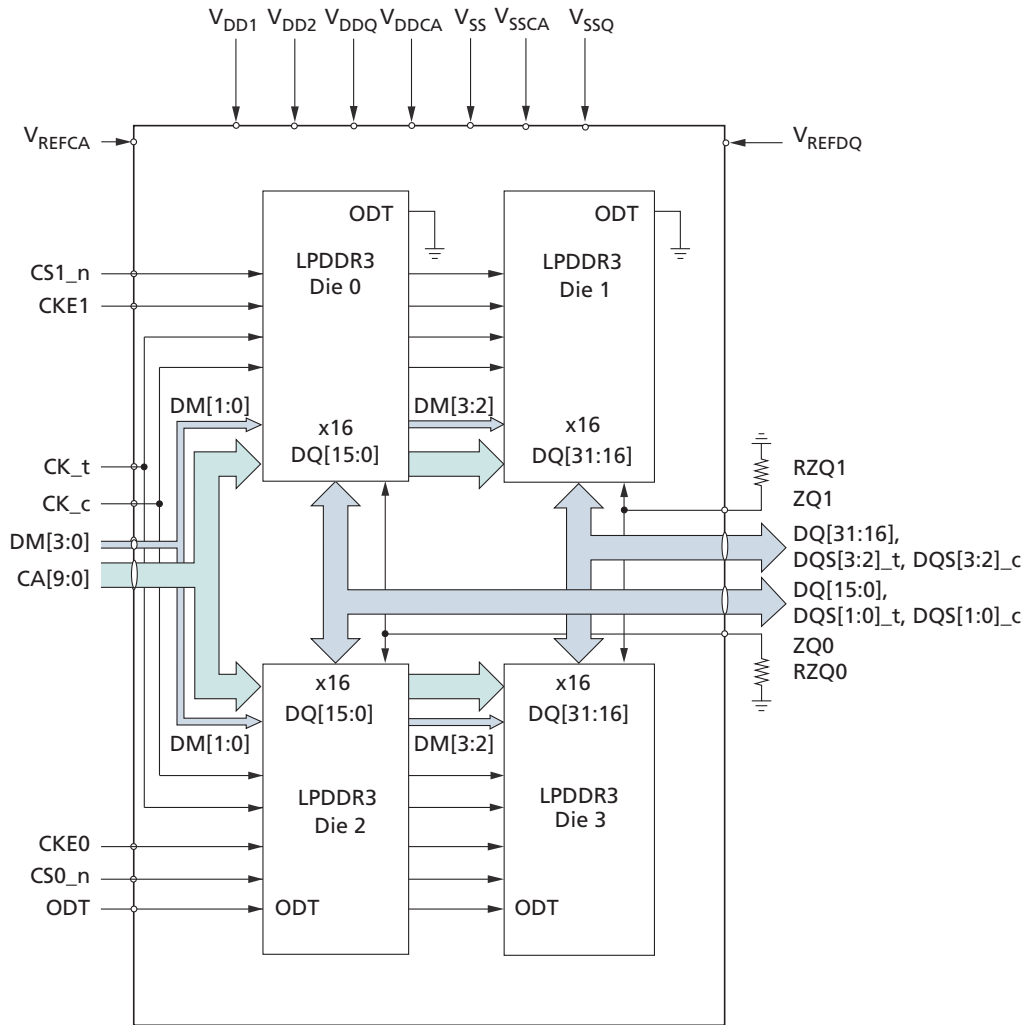 VDD1 VDD2 VDDQ VDDCA VSS VSSCA VSSQ
VREFCA
VREFDQ
ODT
ODT
LPDDR3
Die 0
LPDDR3
Die 1
CS1_n
CKE1
DM[1:0]
DM[3:2]
x16
DQ[15:0]
x16
DQ[31:16]
CK_t
CK_c
DM[3:0]
CA[9:0]
RZQ1
ZQ1
DQ[31:16],
DQS[3:2]_t, DQS[3:2]_c
DQ[15:0],
DQS[1:0]_t, DQS[1:0]_c
ZQ0
RZQ0
x16
DQ[15:0]
x16
DQ[31:16]
DM[1:0]
DM[3:2]
LPDDR3
Die 2
LPDDR3
Die 3
CKE0
CS0_n
ODT
ODT
ODT